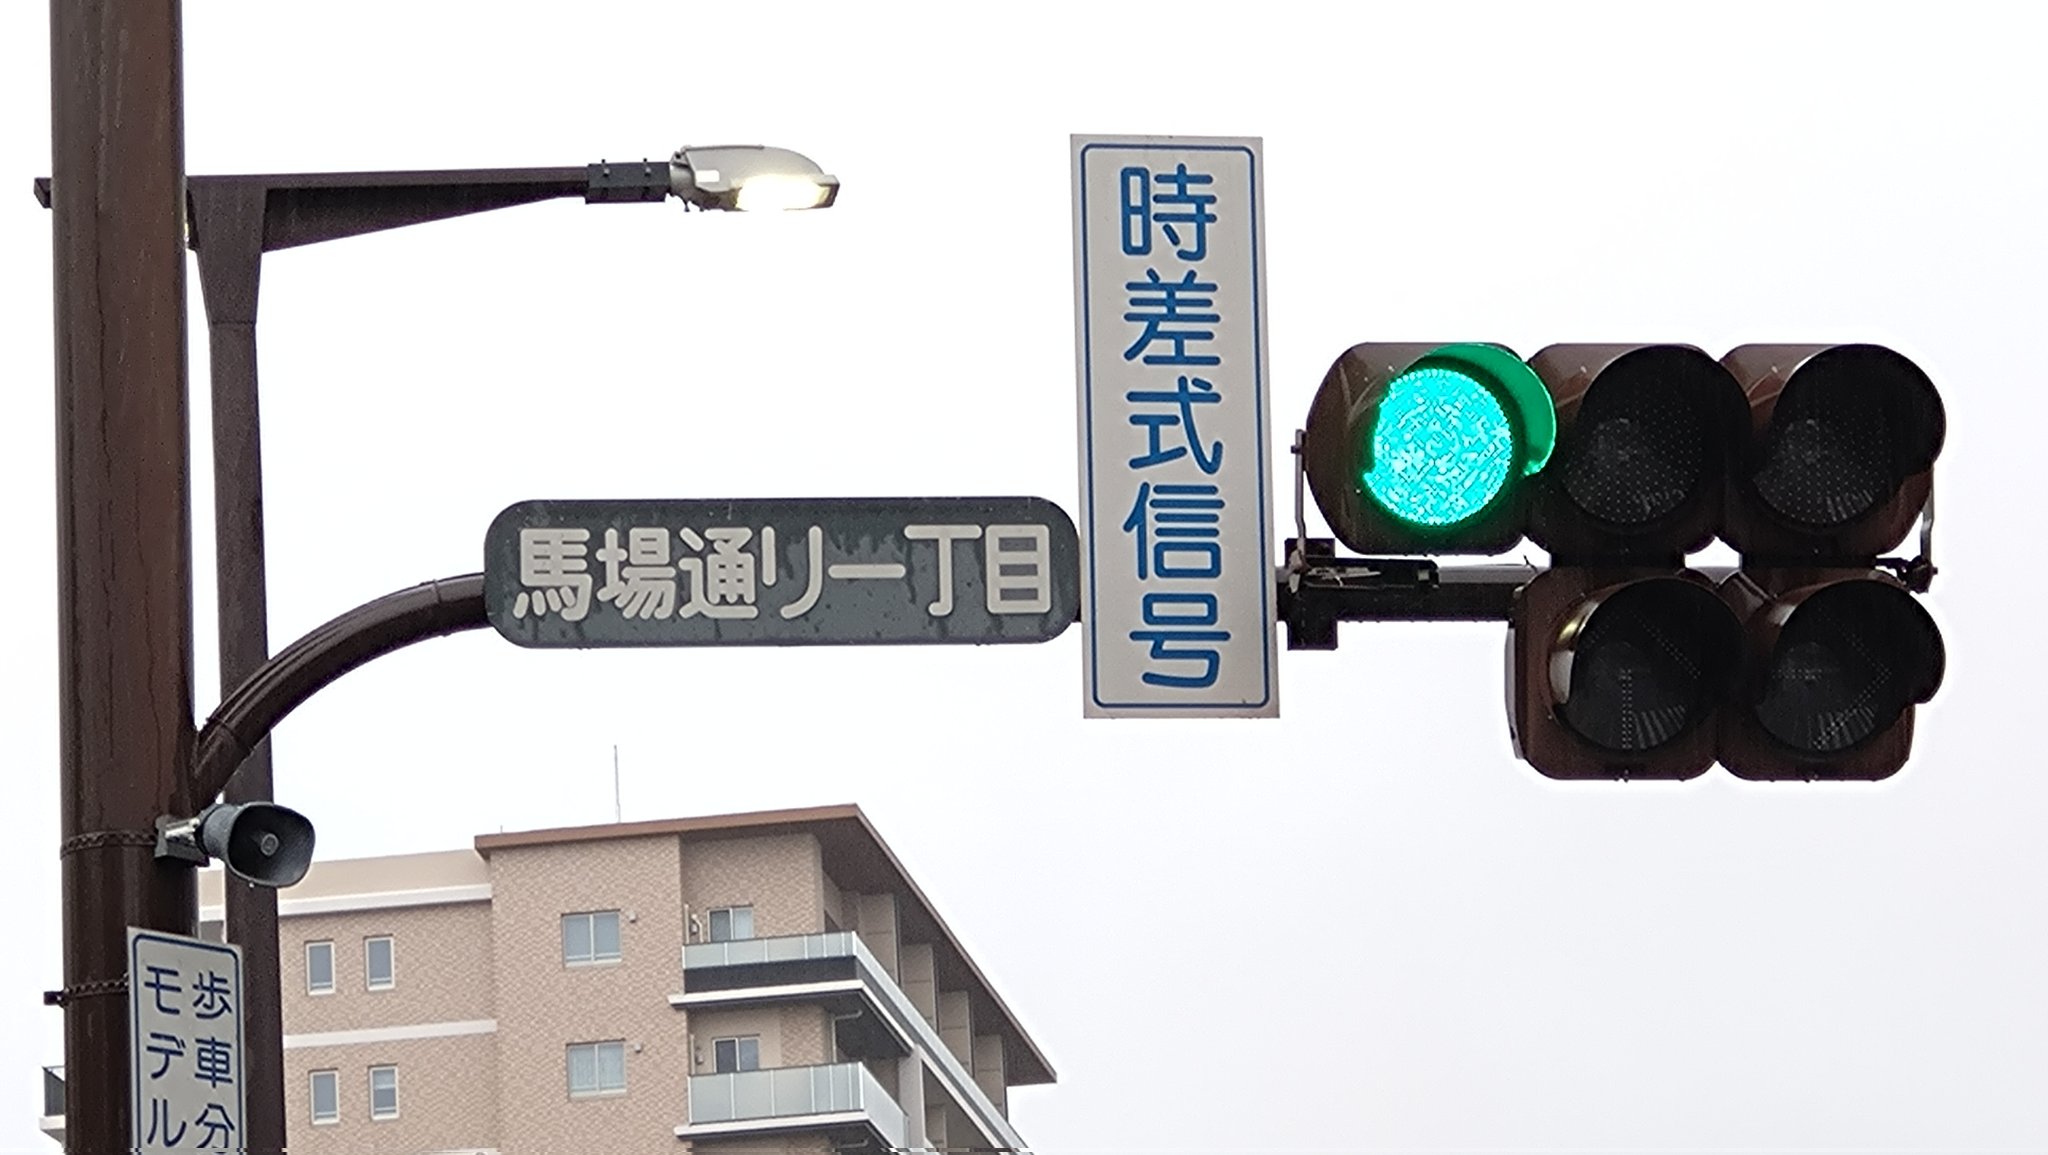 時差式信号
馬場通り一丁目
歩車分
モデル